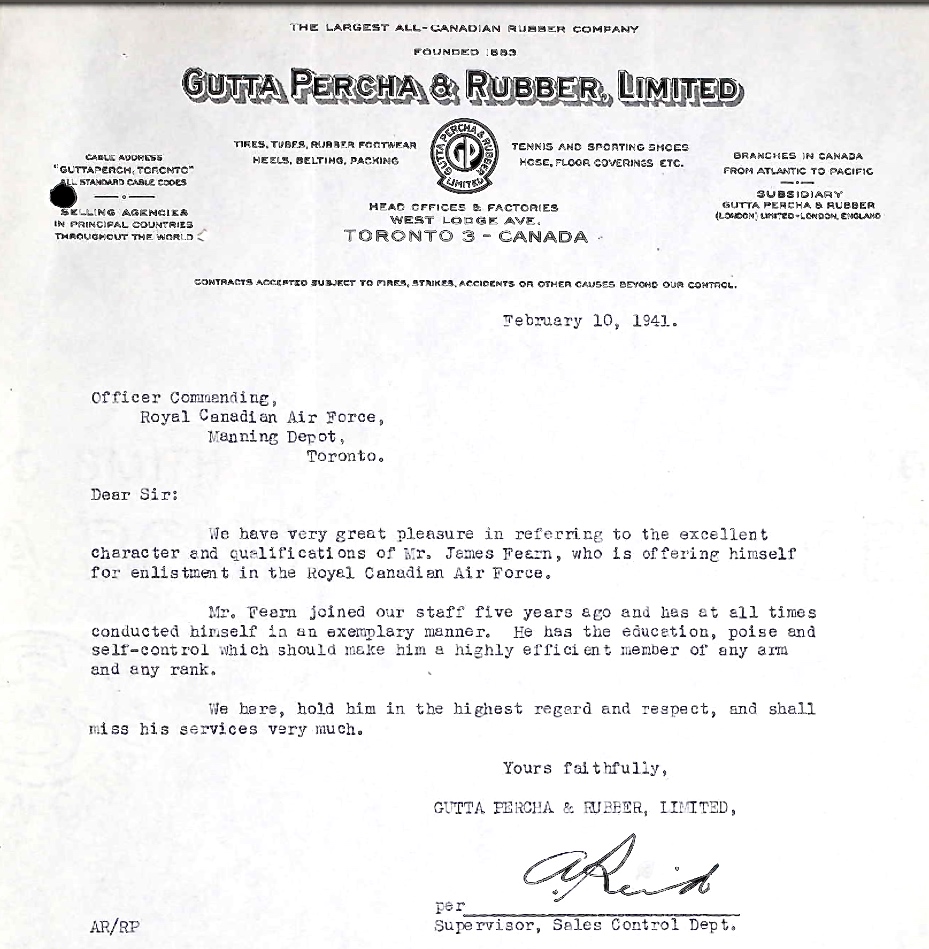 THE LARGEST ALL-CANADIAN RUBBER COMPANY
FOUNDED 1883
GUTTA PERCHA & RUBBER, LIMITED
TIRES, TUBES, RUBBER FOOTWEAR
HEELS, BELTING, PACKING
GUTTA PERCHA & RUBBER
GP
LIMITED
TENNIS AND SPORTING SHOES
HOSE, FLOOR COVERINGS ETC.
CABLE ADDRESS
"GUTTAPERCH, TORONTO"
ALL STANDARD CABLE CODES
SELLING AGENCIES
IN PRINCIPAL COUNTRIES
THROUGHOUT THE WORLD
BRANCHES IN CANADA
FROM ATLANTIC TO PACIFIC
SUBSIDIARY
GUTTA PERCHA & RUBBER
(LONDON) LIMITED-LONDON, ENGLAND
HEAD OFFICES & FACTORIES
WEST LODGE AVE.
TORONTO 3 - CANADA
CONTRACTS ACCEPTED SUBJECT TO FIRES, STRIKES, ACCIDENTS OR OTHER CAUSES BEYOND OUR CONTROL.
February 10, 1941.
Officer Commanding,
Royal Canadian Air Force,
Manning Depot,
Toronto.
Dear Sir:
We have very great pleasure in referring to the excellent
character and qualifications of Mr. James Fearn, who is offering himself
for enlistment in the Royal Canadian Air Force.
Mr. Fearn joined our staff five years ago and has at all times
conducted himself in an exemplary manner. He has the education, poise and
self-control which should make him a highly efficient member of any arm
and any rank.
We here, hold him in the highest regard and respect, and shall
miss his services very much.
Yours faithfully,
GUTTA PERCHA & RUBBER, LIMITED,
A Reid
per
Supervisor, Sales Control Dept.
AR/RP